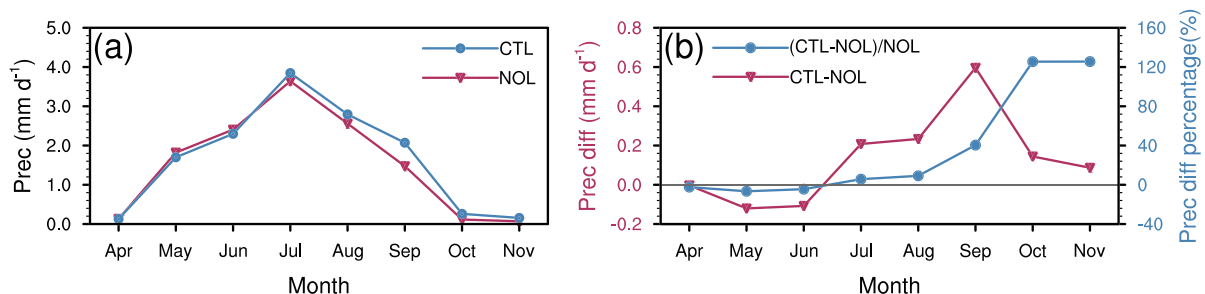 (a)
Prec (mm d⁻¹)
5.0
4.0
3.0
2.0
1.0
0.0
CTL
NOL
Apr May Jun Jul Aug Sep Oct Nov
Month
(b)
Prec diff (mm d⁻¹)
0.8
0.6
0.4
0.2
0.0
-0.2
(CTL-NOL)/NOL
CTL-NOL
160
120
80
40
0
-40
Prec diff percentage(%)
Apr May Jun Jul Aug Sep Oct Nov
Month